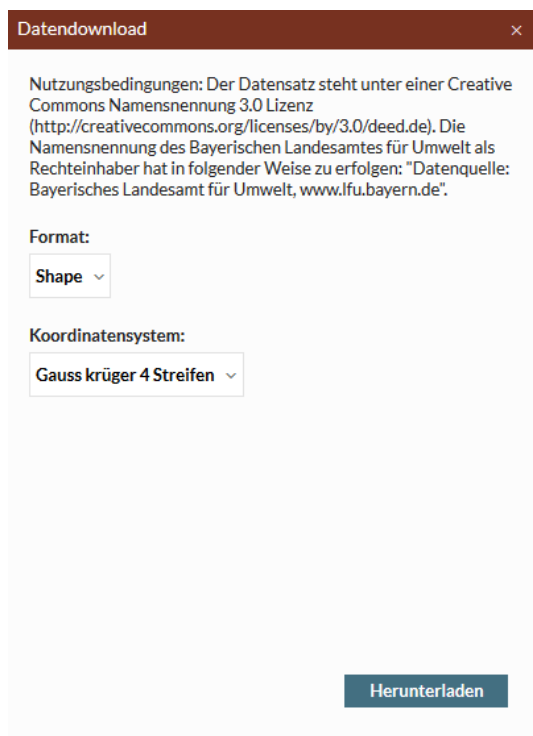 Datendownload ×
Nutzungsbedingungen: Der Datensatz steht unter einer Creative
Commons Namensnennung 3.0 Lizenz
(http://creativecommons.org/licenses/by/3.0/deed.de). Die
Namensnennung des Bayerischen Landesamtes für Umwelt als
Rechteinhaber hat in folgender Weise zu erfolgen: "Datenquelle:
Bayerisches Landesamt für Umwelt, www.lfu.bayern.de".
Format:
Shape
Koordinatensystem:
Gauss krüger 4 Streifen
Herunterladen